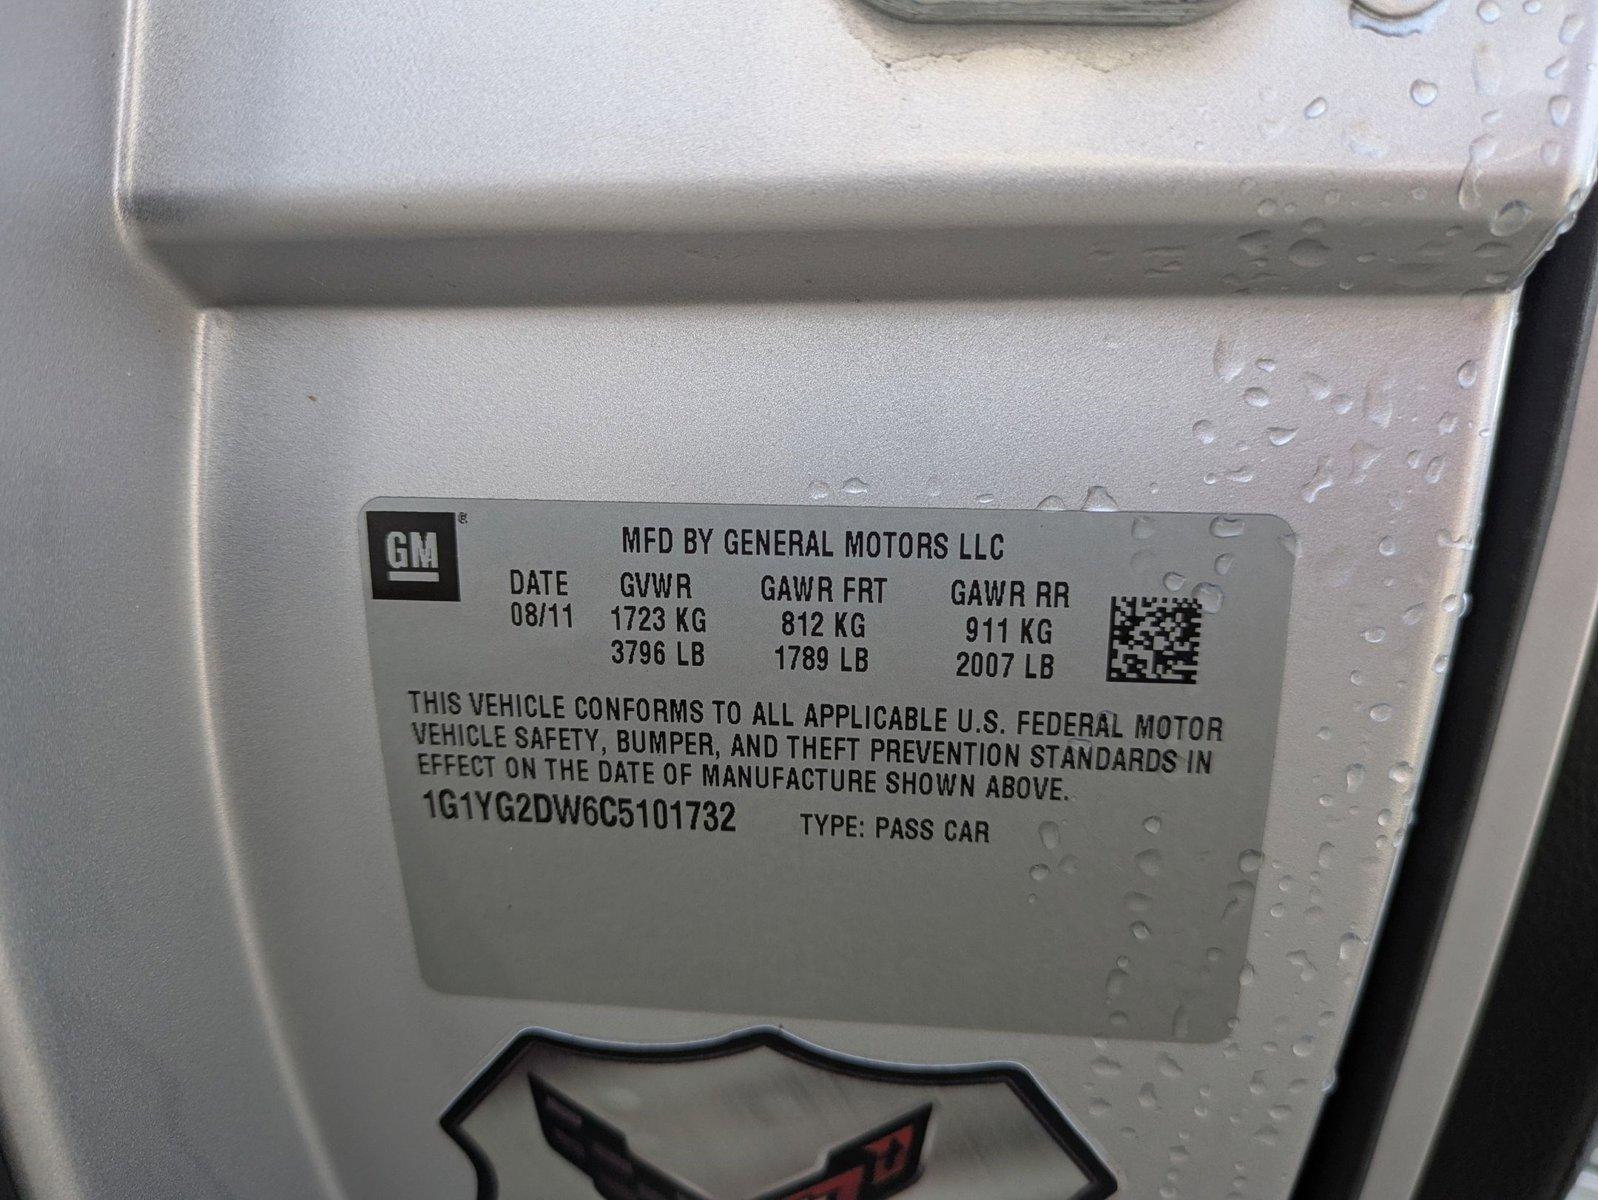 GM ®
MFD BY GENERAL MOTORS LLC
DATE GVWR GAWR FRT GAWR RR
08/11 1723 KG 812 KG 911 KG
3796 LB 1789 LB 2007 LB
THIS VEHICLE CONFORMS TO ALL APPLICABLE U.S. FEDERAL MOTOR
VEHICLE SAFETY, BUMPER, AND THEFT PREVENTION STANDARDS IN
EFFECT ON THE DATE OF MANUFACTURE SHOWN ABOVE.
1G1YG2DW6C5101732 TYPE: PASS CAR